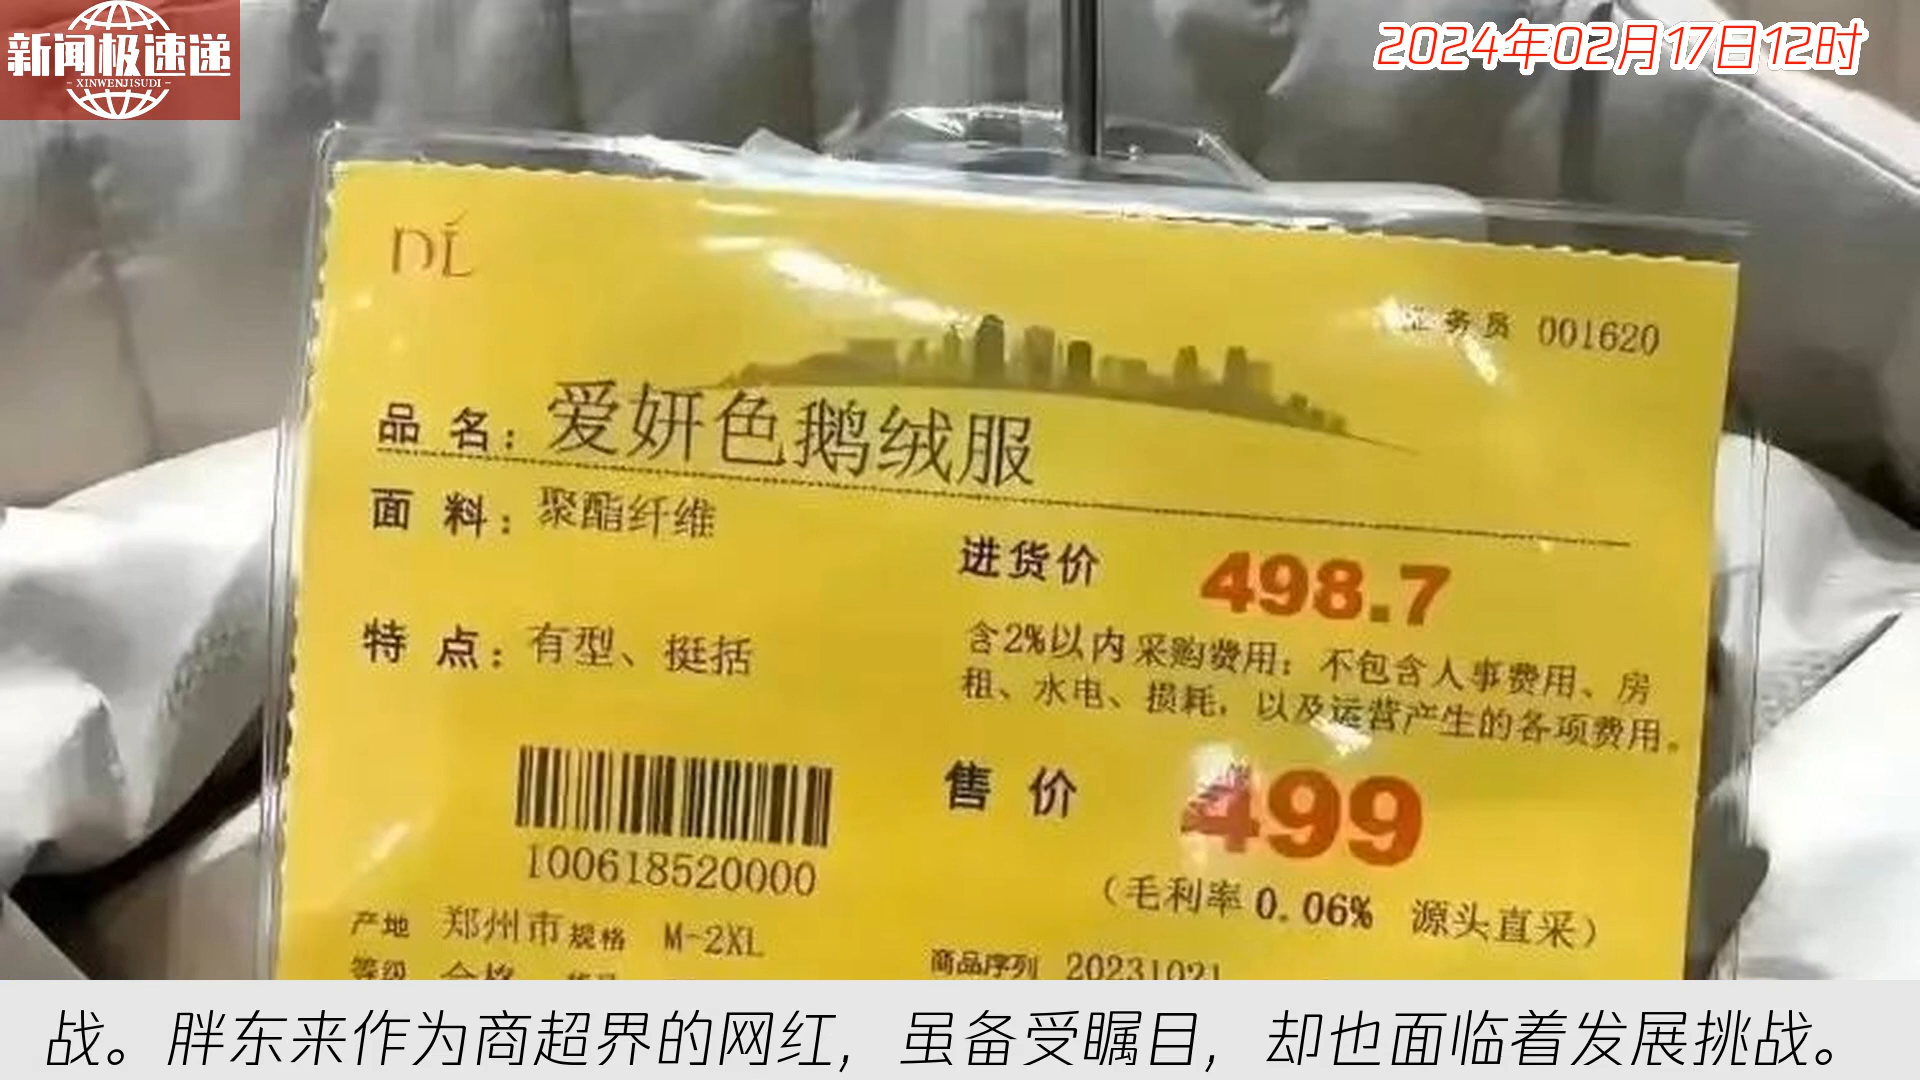 新闻极速递
XINWENJISUDI
2024年02月17日12时
DL
务员 001620
品 名：爱妍色鹅绒服
面 料：聚酯纤维
进货价 498.7
特 点：有型、挺括
含2%以内采购费用；不包含人事费用、房
租、水电、损耗，以及运营产生的各项费用。
售 价 499
100618520000
（毛利率0.06% 源头直采）
产地 郑州市 规格 M-2XL
等级 合格
商品序列 20231021
战。胖东来作为商超界的网红，虽备受瞩目，却也面临着发展挑战。